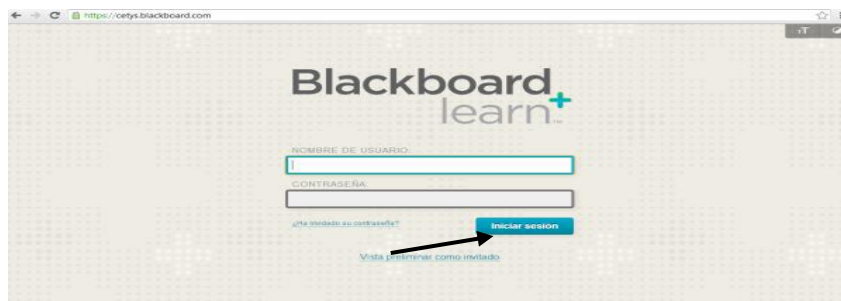 https://cetys.blackboard.com
тT
Blackboard
learn+
NOMBRE DE USUARIO:
CONTRASEÑA:
¿Ha olvidado su contraseña?
Iniciar sesión
Vista preliminar como invitado